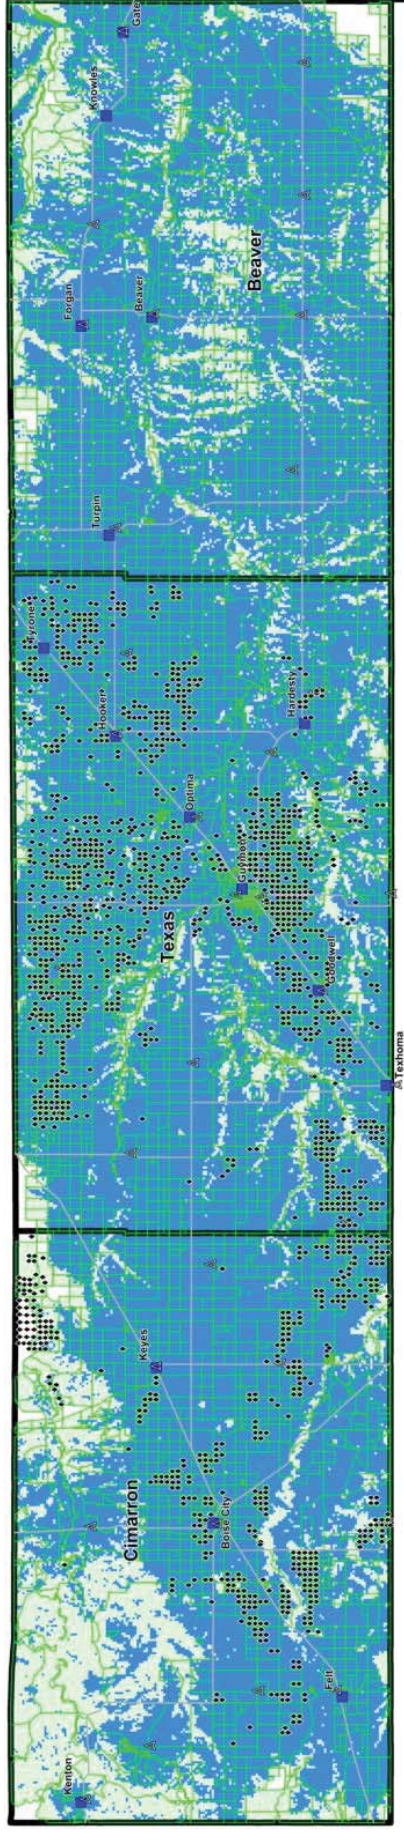 Kenton
Felt
Boise City
Cimarron
Keyes
Texhoma
Goodwell
Texas
Guymon
Optima
Hardesty
Hooker
Tyrone
Turpin
Forgan
Beaver
Beaver
Knowles
Gate